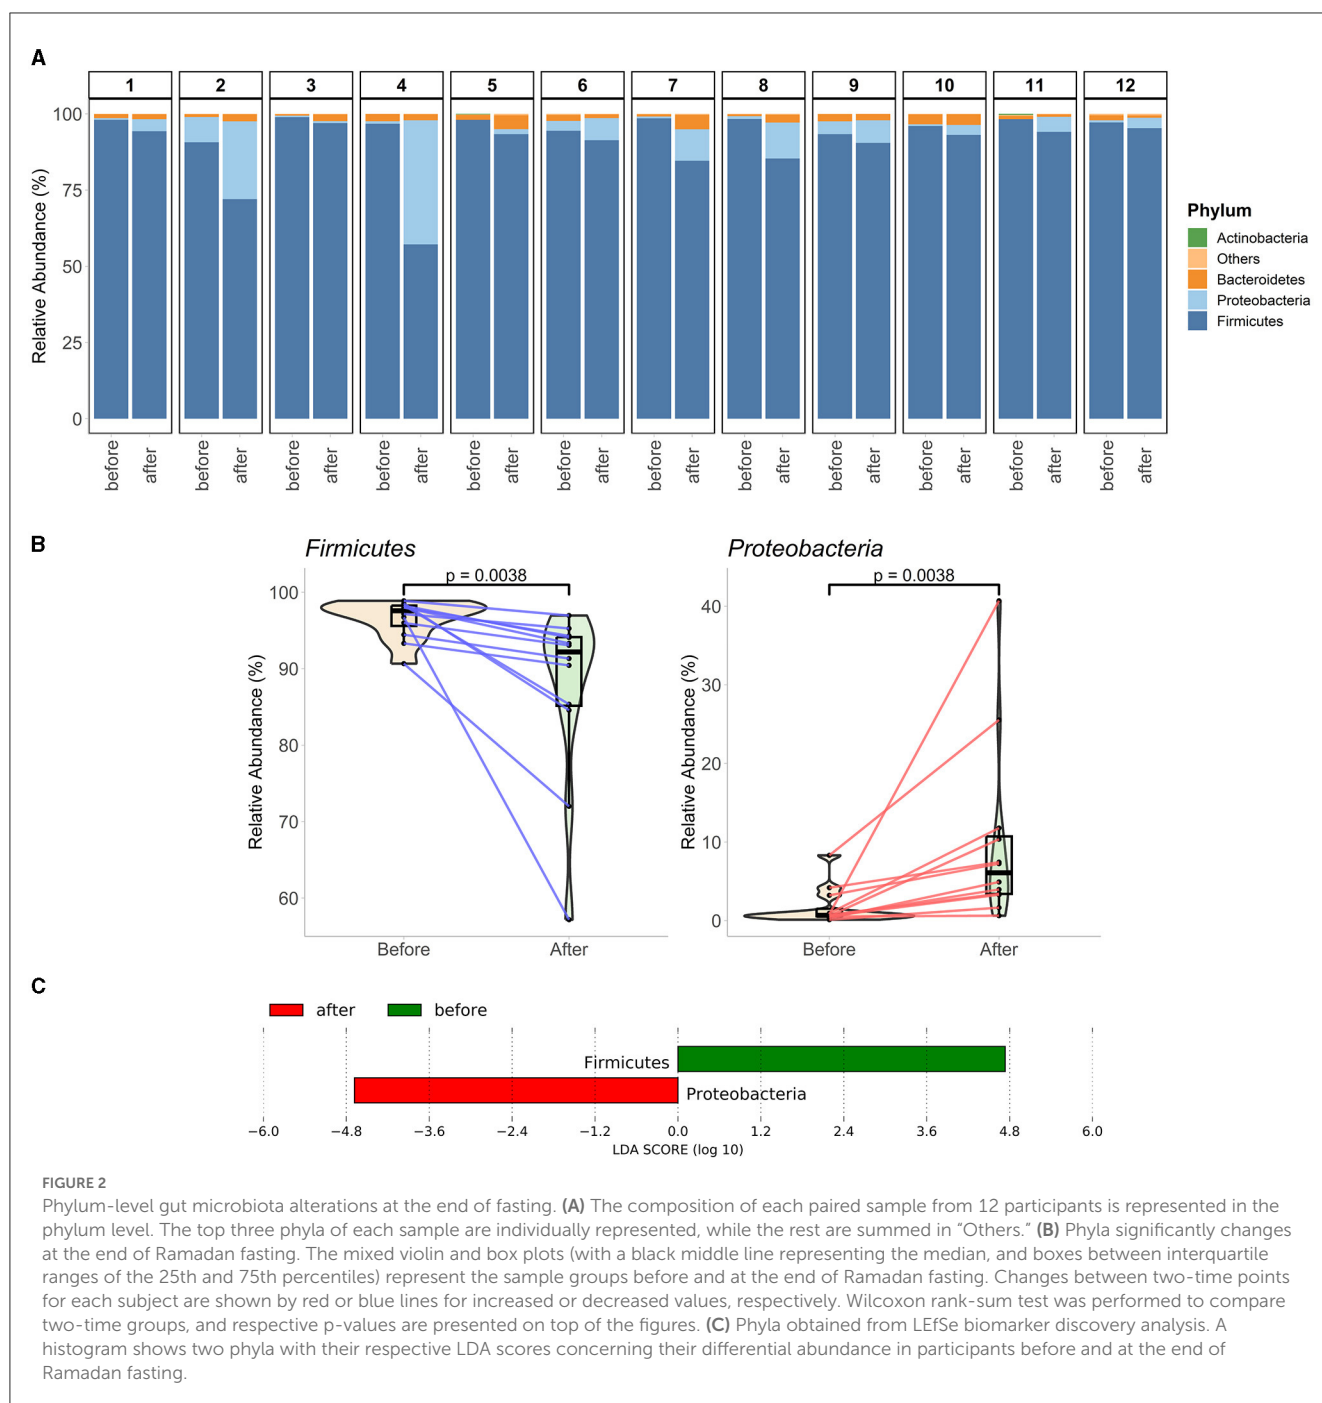 A
1 2 3 4 5 6 7 8 9 10 11 12
Relative Abundance (%)
100
75
50
25
0
before after before after before after before after before after before after before after before after before after before after before after before after
Phylum
Actinobacteria
Others
Bacteroidetes
Proteobacteria
Firmicutes
B
Firmicutes
p = 0.0038
Relative Abundance (%)
100
90
80
70
60
Before After
Proteobacteria
p = 0.0038
Relative Abundance (%)
40
30
20
10
0
Before After
C
after before
Firmicutes
Proteobacteria
−6.0 −4.8 −3.6 −2.4 −1.2 0.0 1.2 2.4 3.6 4.8 6.0
LDA SCORE (log 10)
FIGURE 2
Phylum-level gut microbiota alterations at the end of fasting. (A) The composition of each paired sample from 12 participants is represented in the
phylum level. The top three phyla of each sample are individually represented, while the rest are summed in “Others.” (B) Phyla significantly changes
at the end of Ramadan fasting. The mixed violin and box plots (with a black middle line representing the median, and boxes between interquartile
ranges of the 25th and 75th percentiles) represent the sample groups before and at the end of Ramadan fasting. Changes between two-time points
for each subject are shown by red or blue lines for increased or decreased values, respectively. Wilcoxon rank-sum test was performed to compare
two-time groups, and respective p-values are presented on top of the figures. (C) Phyla obtained from LEfSe biomarker discovery analysis. A
histogram shows two phyla with their respective LDA scores concerning their differential abundance in participants before and at the end of
Ramadan fasting.